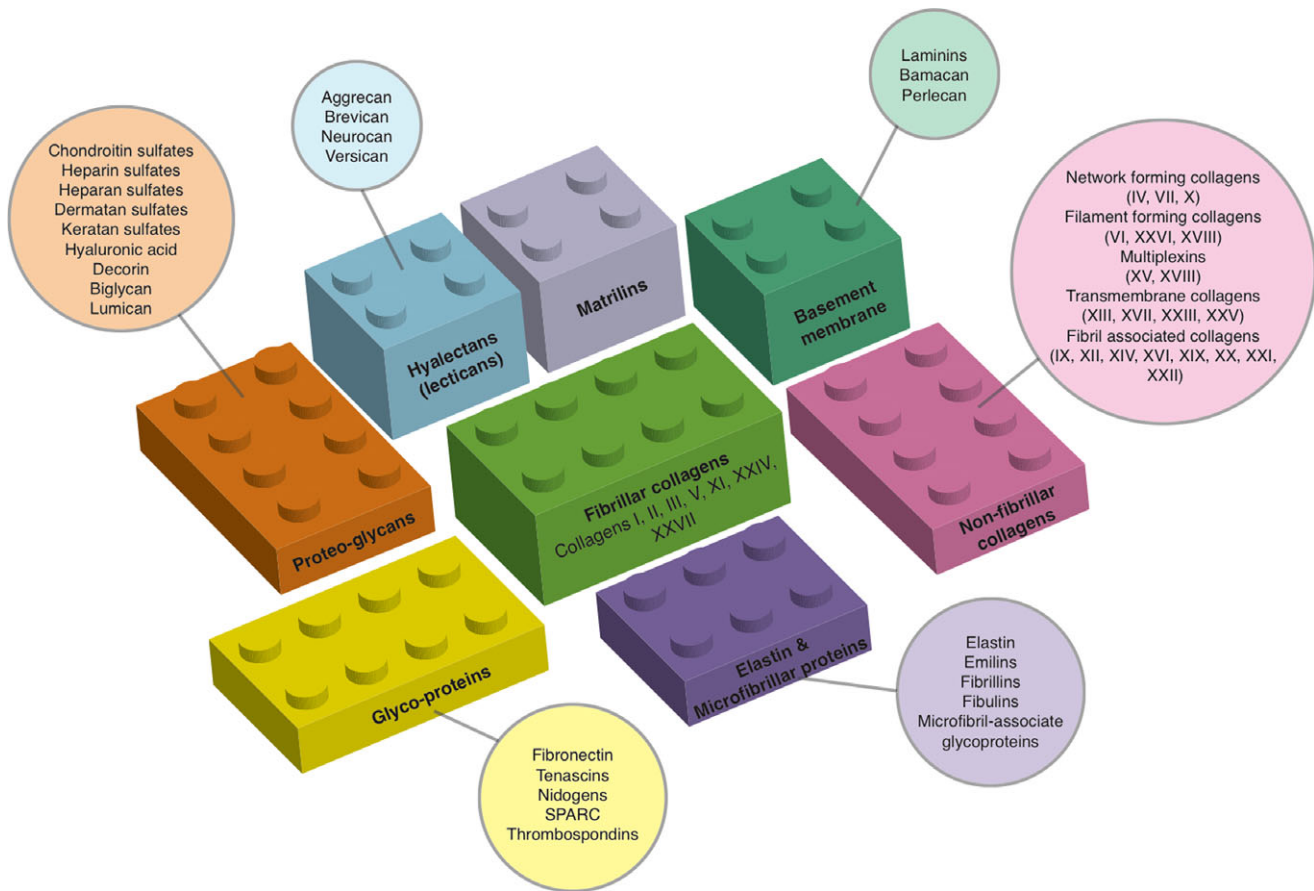 Laminins
Bamacan
Perlecan
Aggrecan
Brevican
Neurocan
Versican
Chondroitin sulfates
Heparin sulfates
Heparan sulfates
Dermatan sulfates
Keratan sulfates
Hyaluronic acid
Decorin
Biglycan
Lumican
Network forming collagens
(IV, VII, X)
Filament forming collagens
(VI, XXVI, XVIII)
Multiplexins
(XV, XVIII)
Transmembrane collagens
(XIII, XVII, XXIII, XXV)
Fibril associated collagens
(IX, XII, XIV, XVI, XIX, XX, XXI,
XXII)
Matrilins
Basement
membrane
Hyalectans
(lecticans)
Fibrillar collagens
Collagens I, II, III, V, XI, XXIV,
XXVII
Proteo-glycans
Non-fibrillar
collagens
Glyco-proteins
Elastin &
Microfibrillar proteins
Elastin
Emilins
Fibrillins
Fibulins
Microfibril-associate
glycoproteins
Fibronectin
Tenascins
Nidogens
SPARC
Thrombospondins